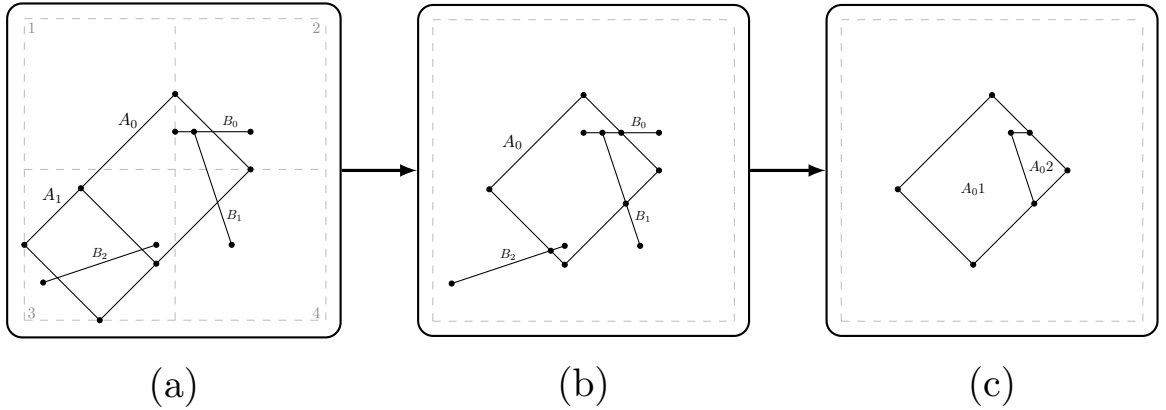 1 2
A₀ B₀
A₁
B₁
B₂
3 4
A₀
B₀
B₁
B₂
A₀1 A₀2
(a) (b) (c)